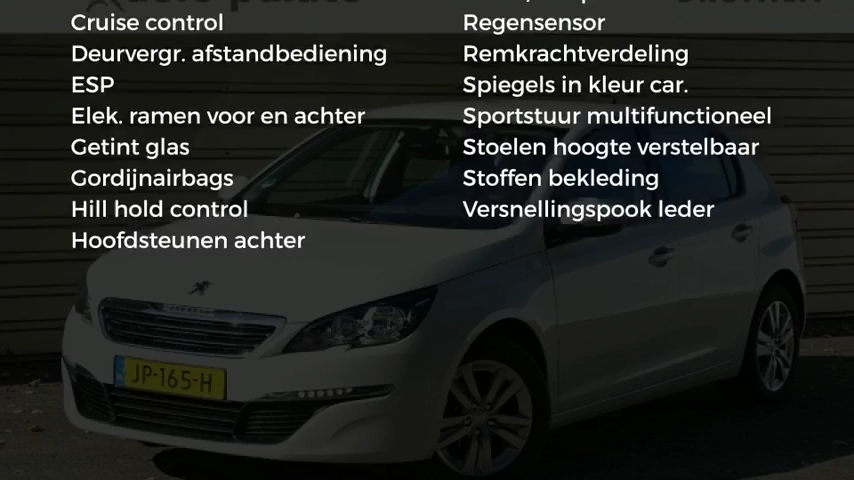 Cruise control
Deurvergr. afstandbediening
ESP
Elek. ramen voor en achter
Getint glas
Gordijnairbags
Hill hold control
Hoofdsteunen achter
Regensensor
Remkrachtverdeling
Spiegels in kleur car.
Sportstuur multifunctioneel
Stoelen hoogte verstelbaar
Stoffen bekleding
Versnellingspook leder
JP-165-H